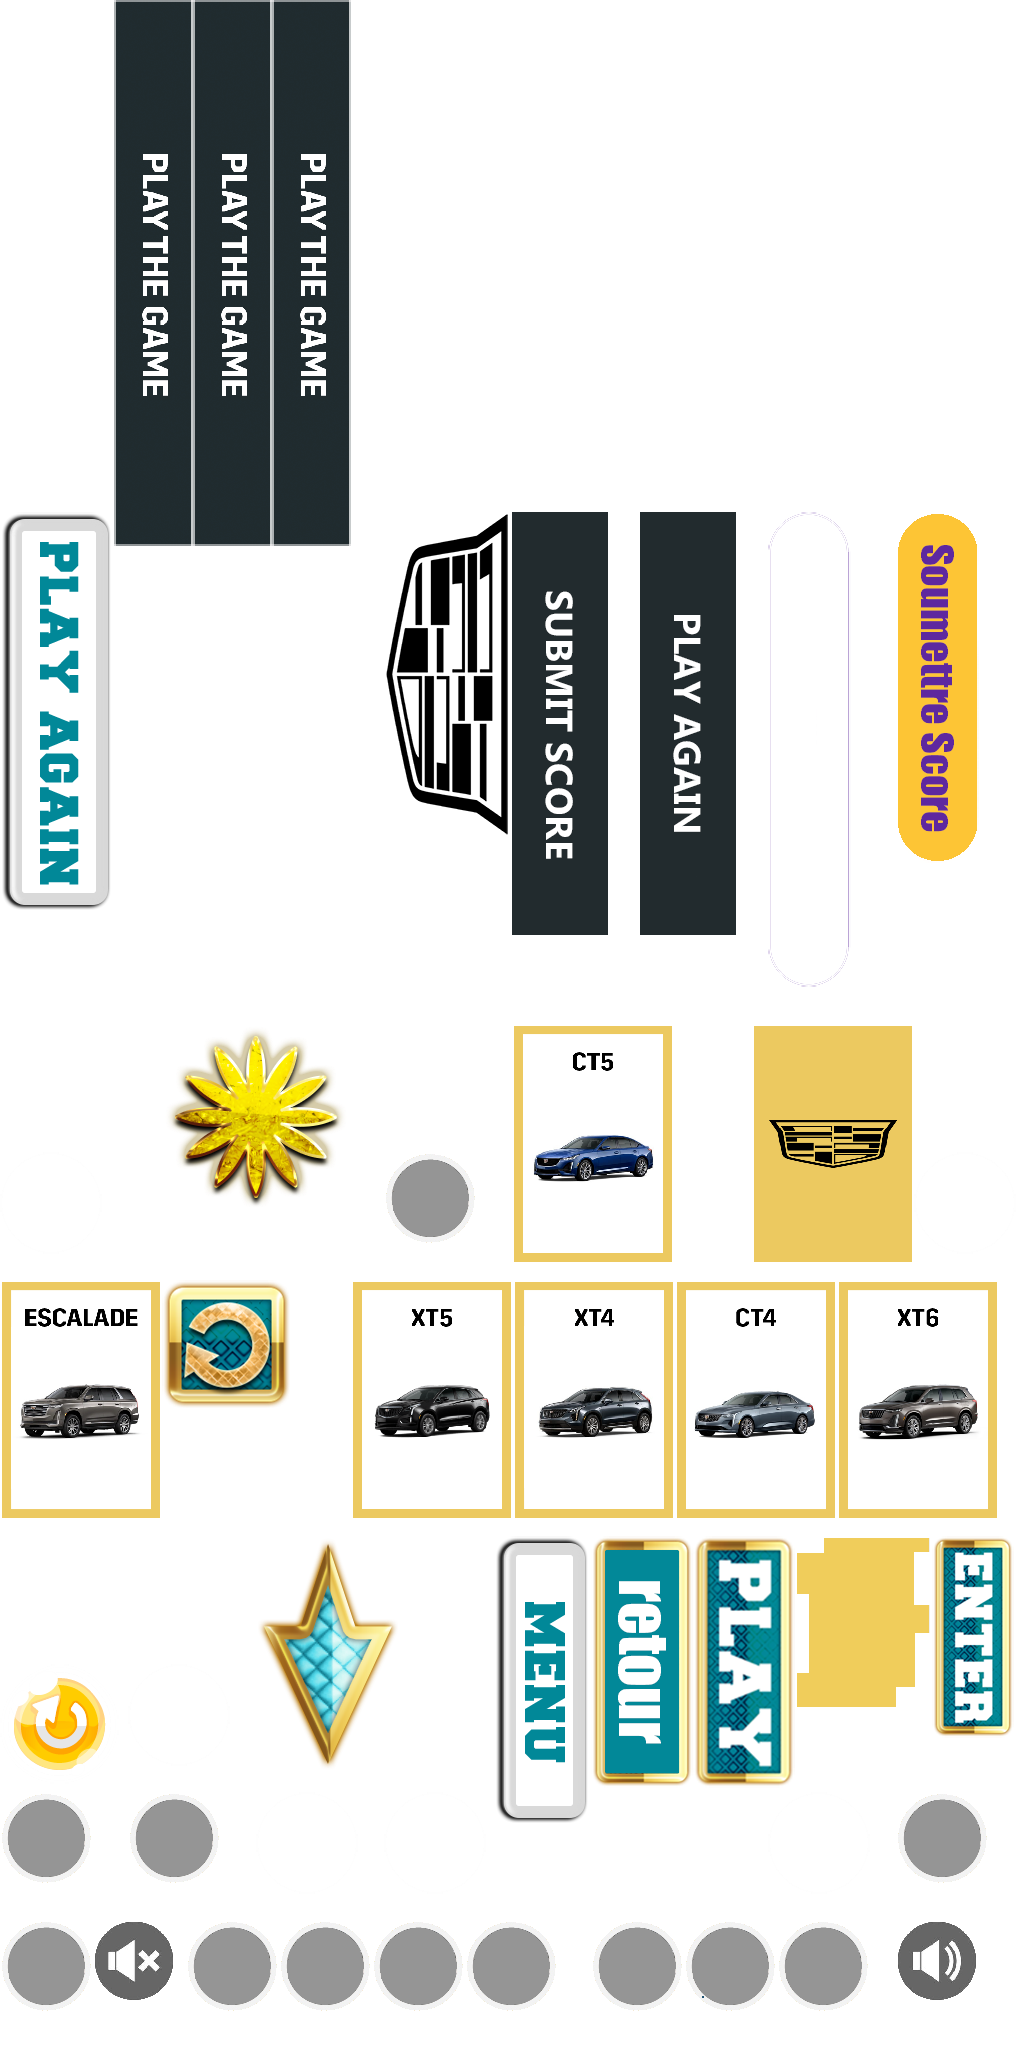 PLAY THE GAME
PLAY THE GAME
PLAY THE GAME
PLAY AGAIN
SUBMIT SCORE
PLAY AGAIN
Soumettre Score
CT5
ESCALADE
XT5
XT4
CT4
XT6
MENU
retour
PLAY
ENTER